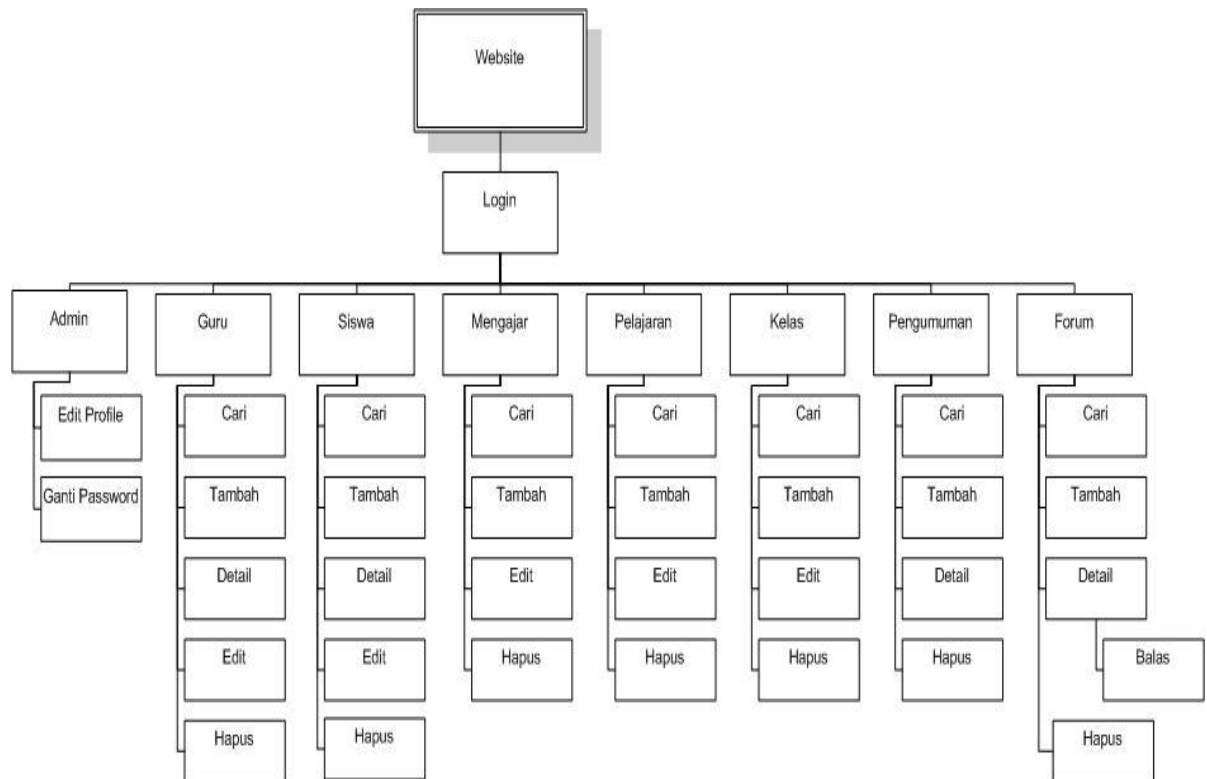 Website
Login
Admin
Guru
Siswa
Mengajar
Pelajaran
Kelas
Pengumuman
Forum
Edit Profile
Cari
Cari
Cari
Cari
Cari
Cari
Cari
Ganti Password
Tambah
Tambah
Tambah
Tambah
Tambah
Tambah
Tambah
Detail
Detail
Edit
Edit
Edit
Detail
Detail
Edit
Edit
Hapus
Hapus
Hapus
Hapus
Balas
Hapus
Hapus
Hapus